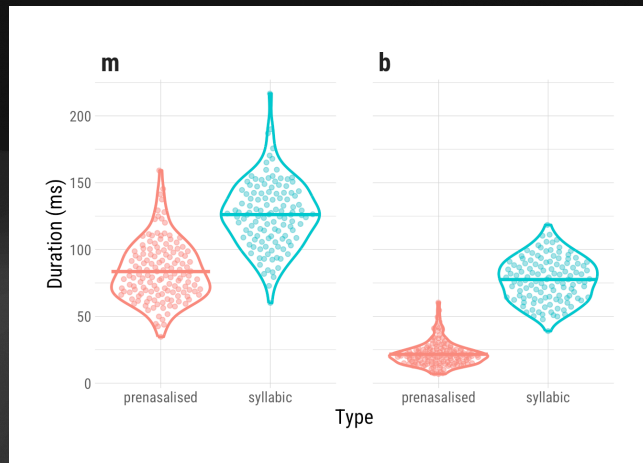 m b
Duration (ms)
200
150
100
50
0
prenasalised syllabic prenasalised syllabic
Type